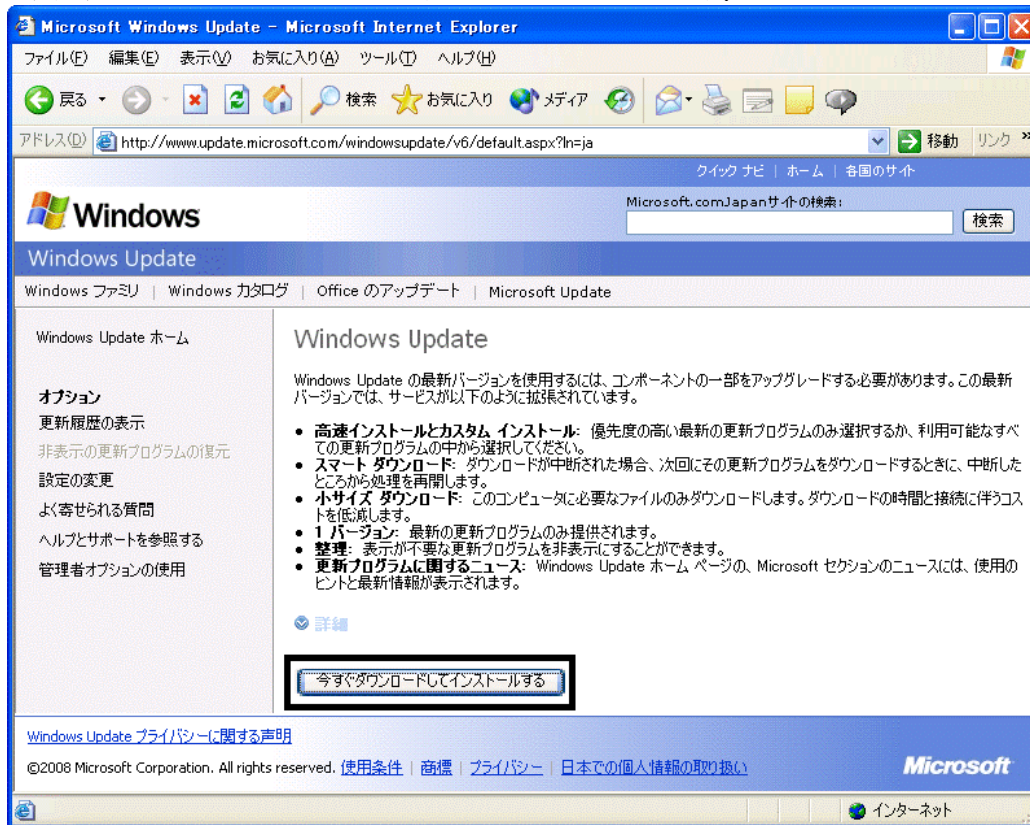 Microsoft Windows Update - Microsoft Internet Explorer
ファイル(F) 編集(E) 表示(V) お気に入り(A) ツール(T) ヘルプ(H)
戻る 検索 お気に入り メディア
アドレス(D) http://www.update.microsoft.com/windowsupdate/v6/default.aspx?ln=ja 移動 リンク »
クイック ナビ | ホーム | 各国のサイト
Windows
Microsoft.comJapanサイトの検索:
検索
Windows Update
Windows ファミリ | Windows カタログ | Office のアップデート | Microsoft Update
Windows Update ホーム
オプション
更新履歴の表示
非表示の更新プログラムの復元
設定の変更
よく寄せられる質問
ヘルプとサポートを参照する
管理者オプションの使用
Windows Update
Windows Update の最新バージョンを使用するには、コンポーネントの一部をアップグレードする必要があります。この最新
バージョンでは、サービスが以下のように拡張されています。
• 高速インストールとカスタム インストール: 優先度の高い最新の更新プログラムのみ選択するか、利用可能なすべ
ての更新プログラムの中から選択してください。
• スマート ダウンロード: ダウンロードが中断された場合、次回にその更新プログラムをダウンロードするときに、中断した
ところから処理を再開します。
• 小サイズ ダウンロード: このコンピュータに必要なファイルのみダウンロードします。ダウンロードの時間と接続に伴うコス
トを低減します。
• 1 バージョン: 最新の更新プログラムのみ提供されます。
• 整理: 表示が不要な更新プログラムを非表示にすることができます。
• 更新プログラムに関するニュース: Windows Update ホーム ページの、Microsoft セクションのニュースには、使用の
ヒントと最新情報が表示されます。
詳細
今すぐダウンロードしてインストールする
Windows Update プライバシーに関する声明
©2008 Microsoft Corporation. All rights reserved. 使用条件 | 商標 | プライバシー | 日本での個人情報の取り扱い
Microsoft
インターネット